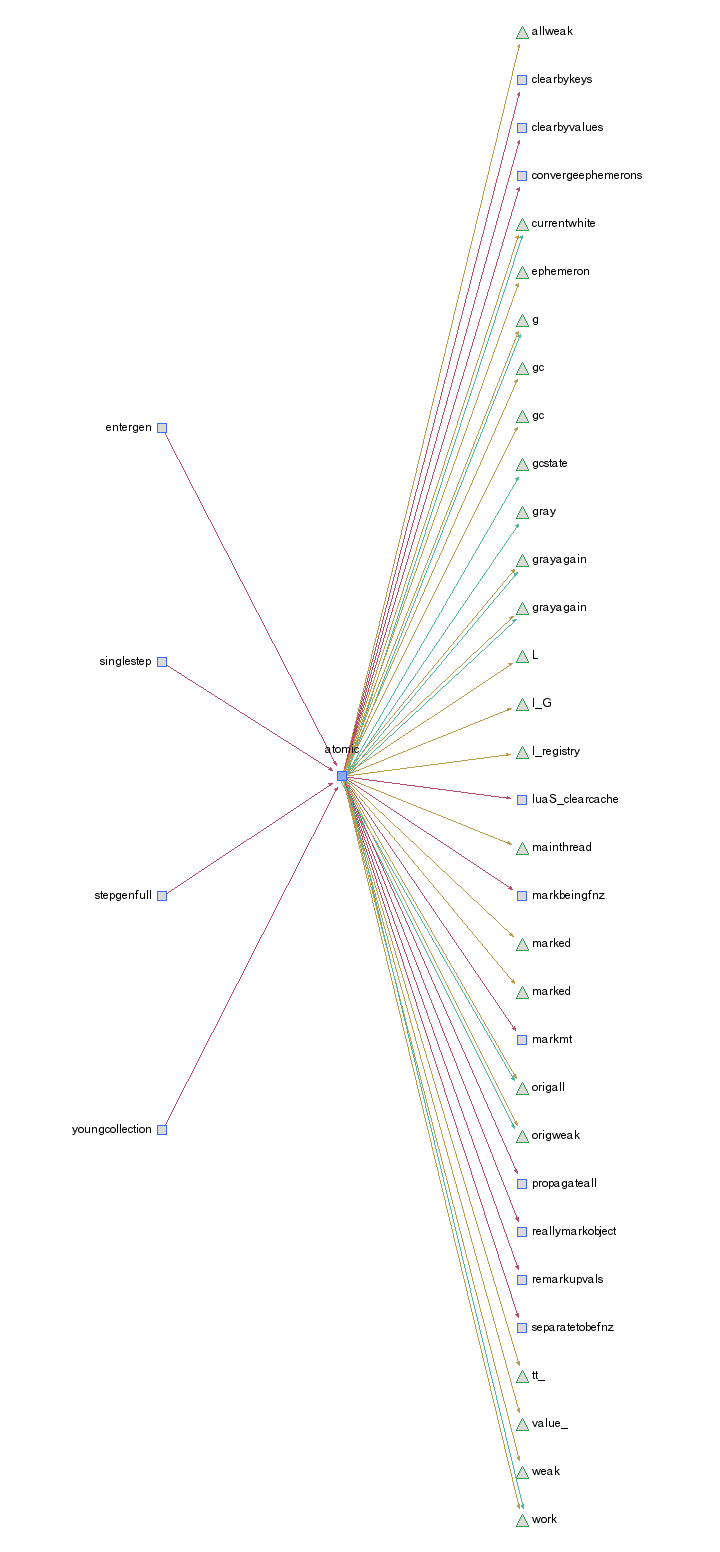 allweak
clearbykeys
clearbyvalues
convergeephemerons
currentwhite
ephemeron
g
gc
gc
gcstate
gray
grayagain
grayagain
L
l_G
l_registry
luaS_clearcache
mainthread
markbeingfnz
marked
marked
markmt
origall
origweak
propagateall
reallymarkobject
remarkupvals
separatetobefnz
tt_
value_
weak
work
entergen
singlestep
atomic
stepgenfull
youngcollection